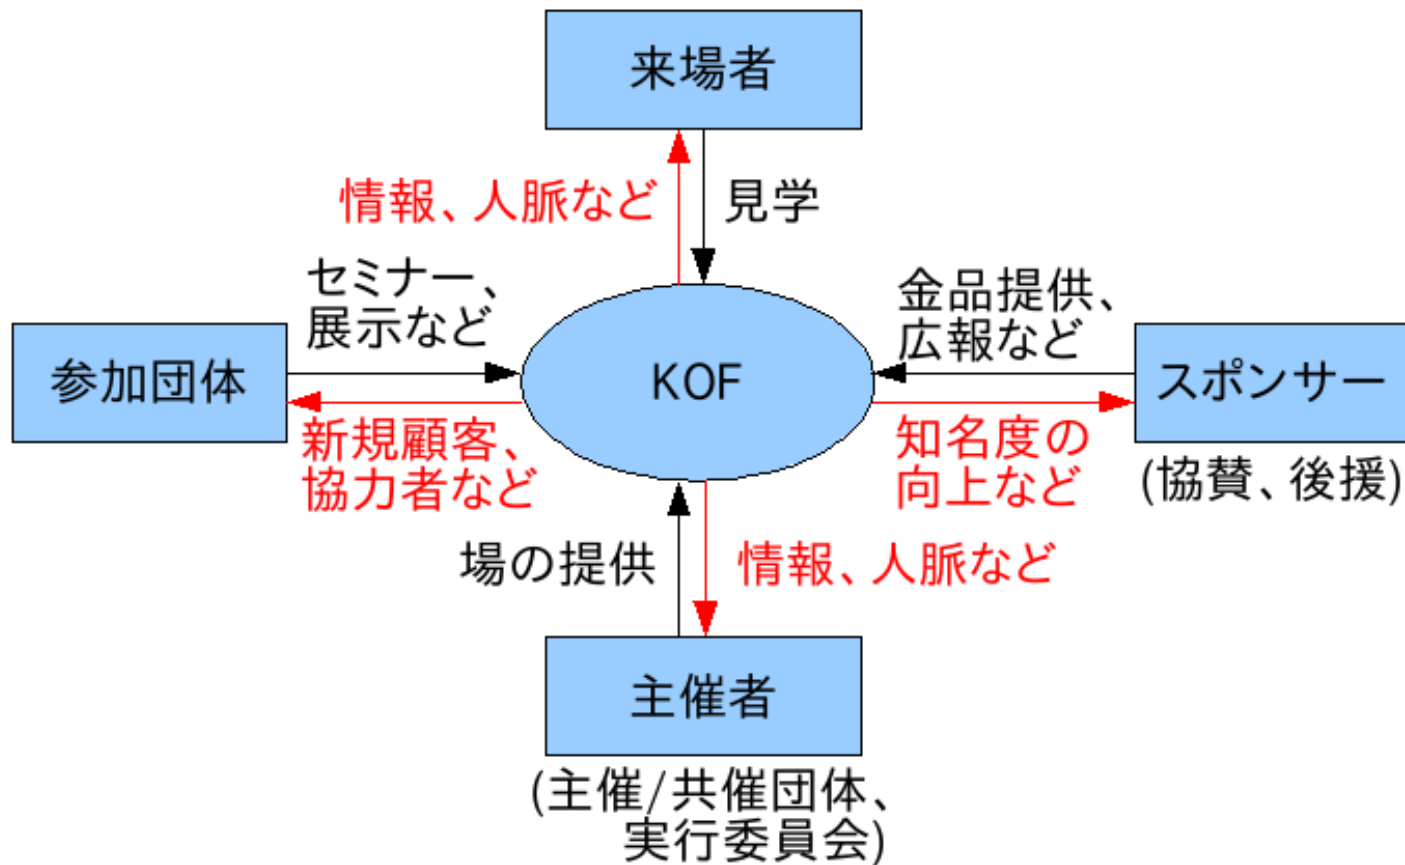 来場者
情報、人脈など
見学
セミナー、
展示など
金品提供、
広報など
参加団体
KOF
スポンサー
新規顧客、
協力者など
知名度の
向上など
(協賛、後援)
場の提供
情報、人脈など
主催者
(主催/共催団体、
実行委員会)